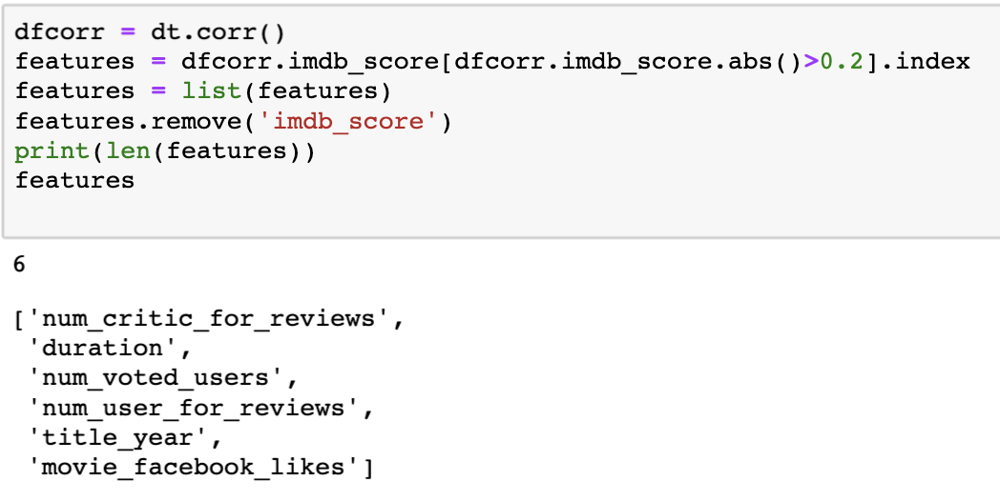 dfcorr = dt.corr()
features = dfcorr.imdb_score[dfcorr.imdb_score.abs()>0.2].index
features = list(features)
features.remove('imdb_score')
print(len(features))
features
6
['num_critic_for_reviews',
'duration',
'num_voted_users',
'num_user_for_reviews',
'title_year',
'movie_facebook_likes']